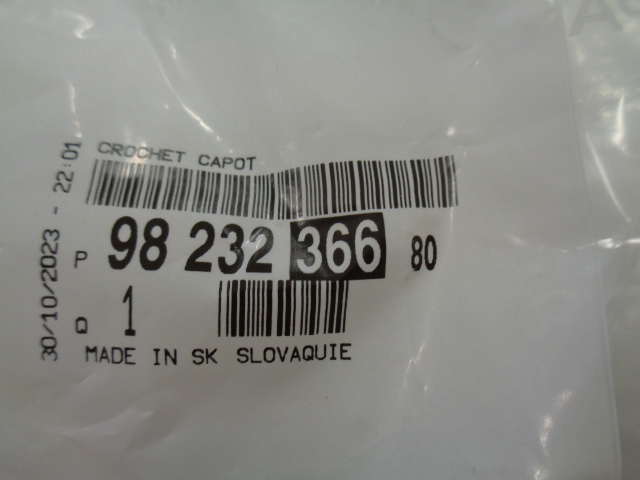 CROCHET CAPOT
P 98 232 366 80
Q 1
MADE IN SK SLOVAQUIE
30/10/2023 - 22:01